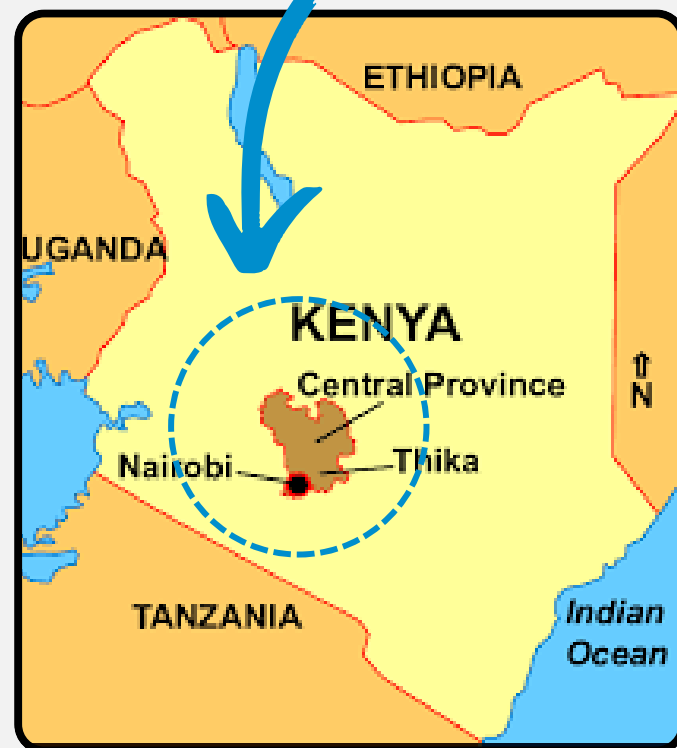 ETHIOPIA
UGANDA
KENYA
Central Province
Nairobi
Thika
⇧
N
TANZANIA
Indian
Ocean